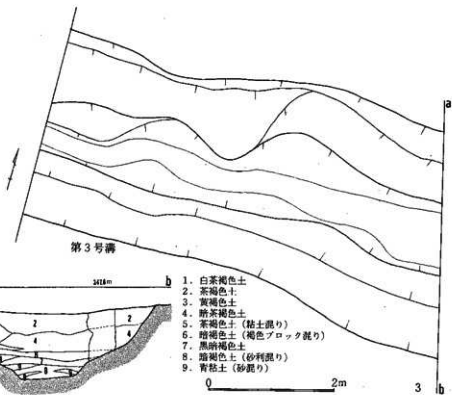 a
第3号溝
b
2
2
4
4
1. 白茶褐色土
2. 茶褐色土
3. 黄褐色土
4. 暗茶褐色土
5. 茶褐色土（粘土混り）
6. 暗褐色土（褐色ブロック混り）
7. 黒暗褐色土
8. 暗褐色土（砂利混り）
9. 青粘土（砂混り）
0 2m
3 b